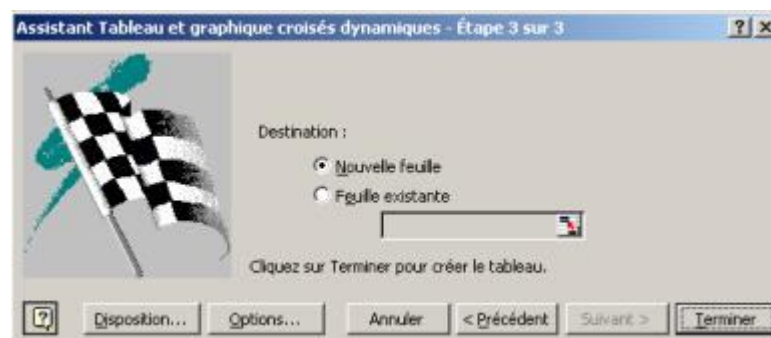 Assistant Tableau et graphique croisés dynamiques - Étape 3 sur 3
Destination :
Nouvelle feuille
Feuille existante
Cliquez sur Terminer pour créer le tableau.
Disposition... Options... Annuler < Précédent Suivant > Terminer